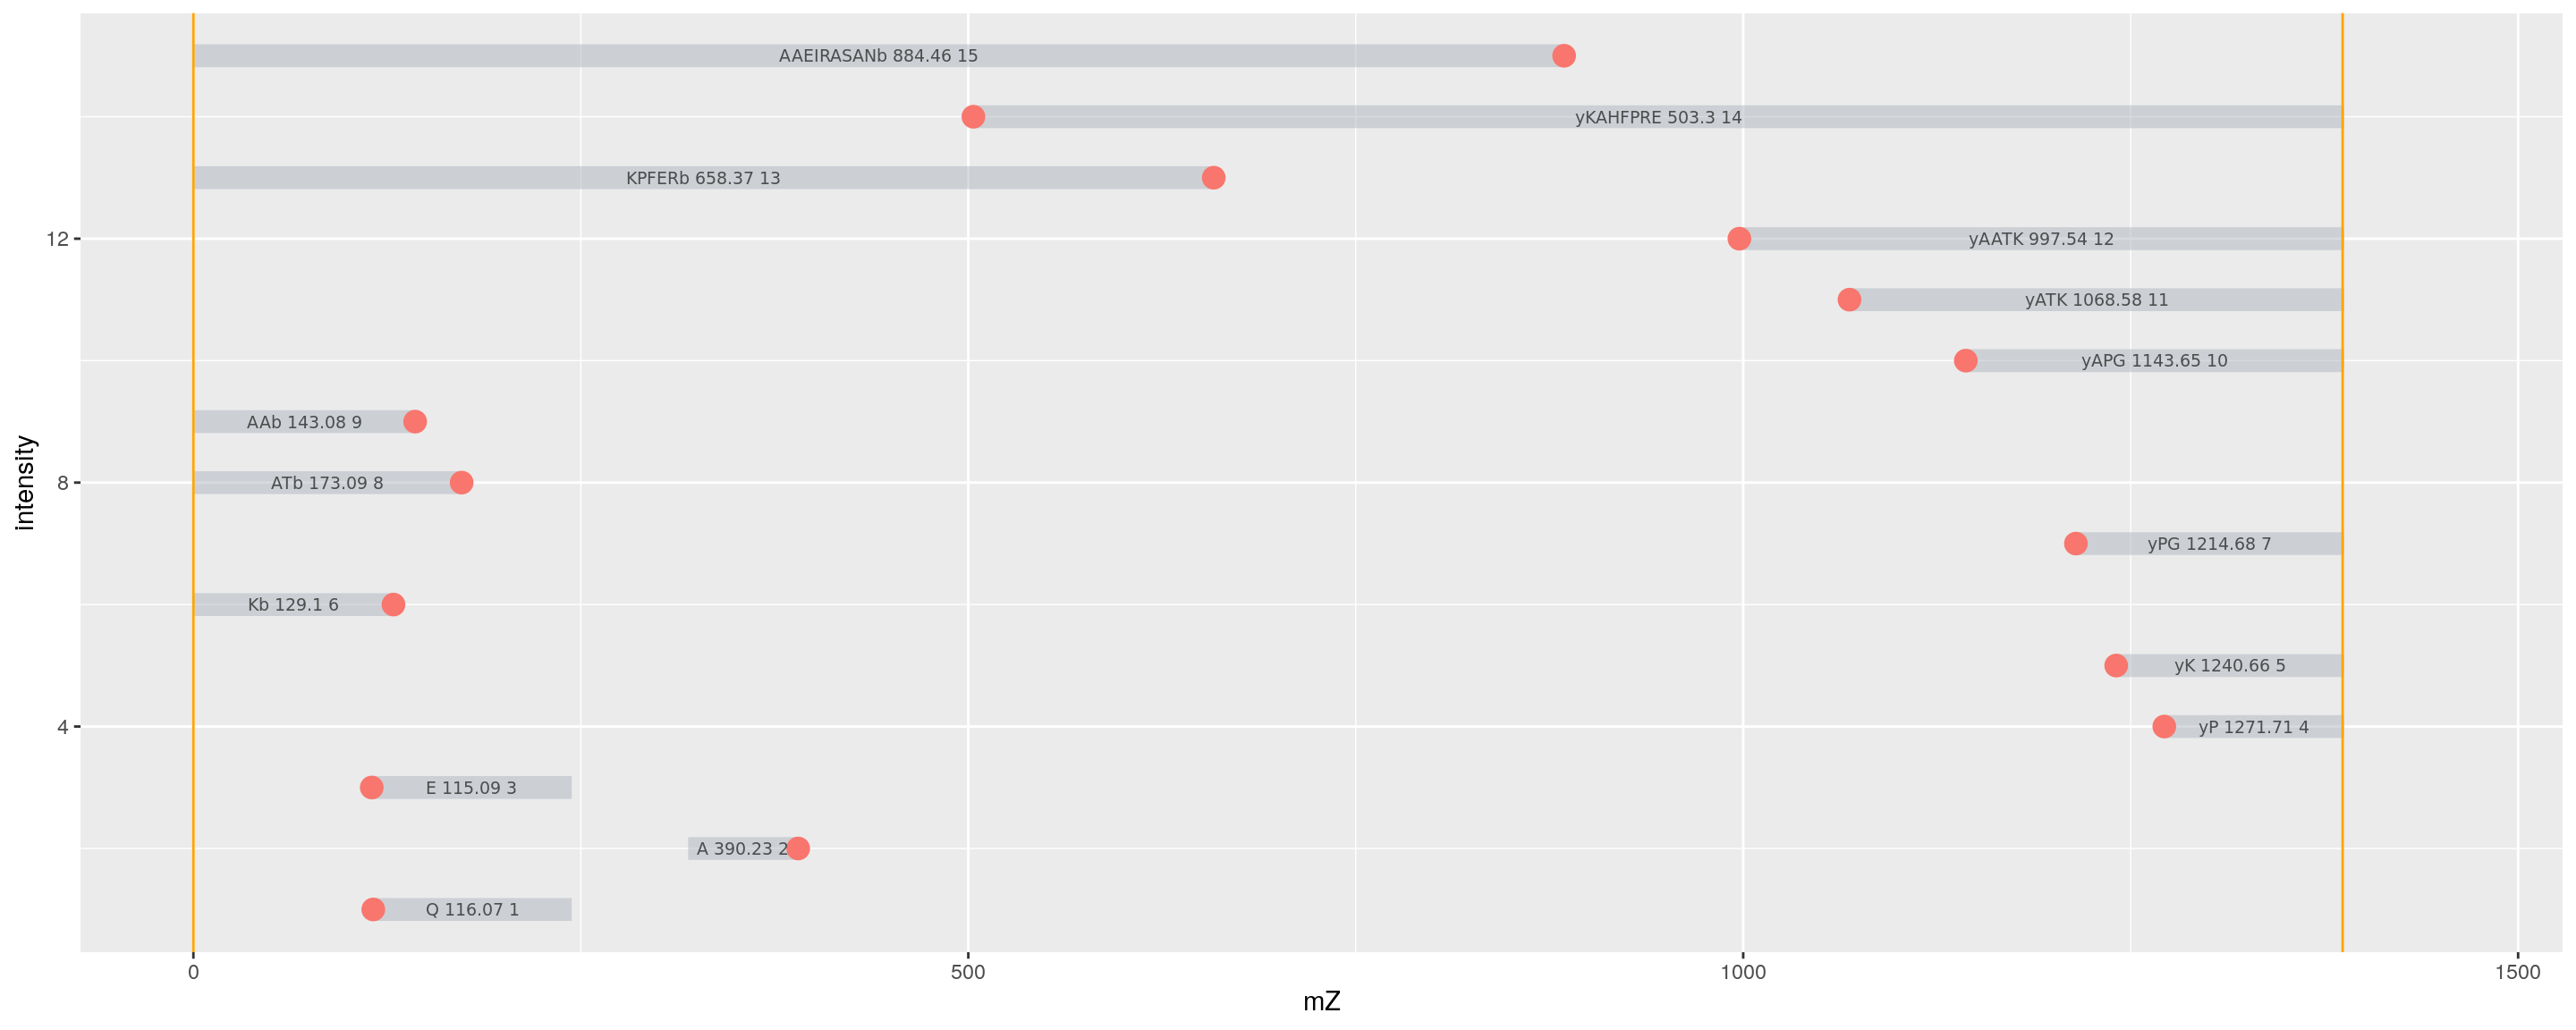 AAEIRASANb 884.46 15
yKAHFPRE 503.3 14
KPFERb 658.37 13
12
yAATK 997.54 12
yATK 1068.58 11
yAPG 1143.65 10
AAb 143.08 9
intensity
8
ATb 173.09 8
yPG 1214.68 7
Kb 129.1 6
yK 1240.66 5
4
yP 1271.71 4
E 115.09 3
A 390.23 2
Q 116.07 1
0 500 1000 1500
mZ